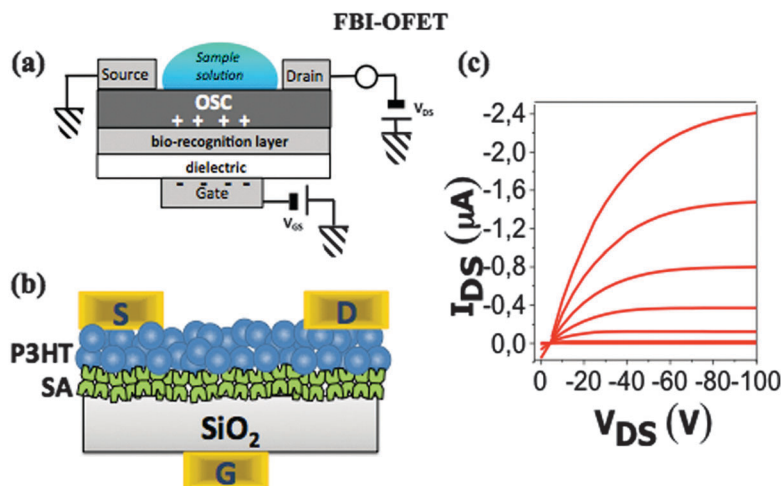 FBI-OFET
(a)
Sample
solution
Source
Drain
OSC
+ + + +
V_DS
bio-recognition layer
dielectric
- - - -
Gate
V_GS
(b)
S
D
P3HT
SA
SiO₂
G
(c)
-2,4
-2,0
-1,6
-1,2
-0,8
-0,4
0,0
I_DS (μA)
0 -20 -40 -60 -80 -100
V_DS (V)